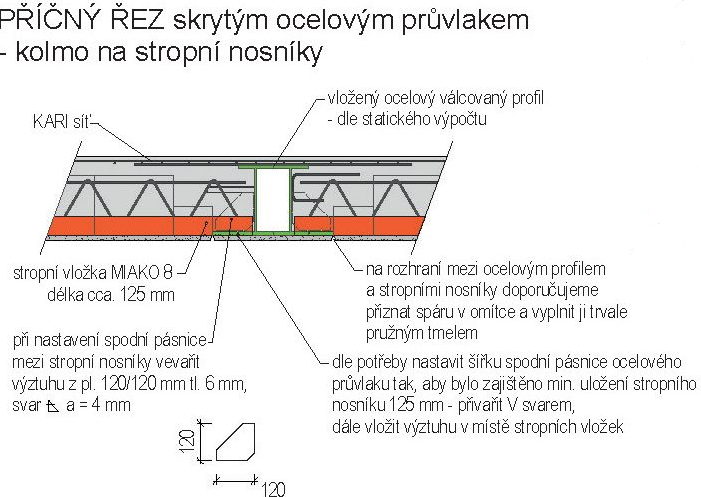 PŘÍČNÝ ŘEZ skrytým ocelovým průvlakem
- kolmo na stropní nosníky
vložený ocelový válcovaný profil
- dle statického výpočtu
KARI síť
stropní vložka MIAKO 8
délka cca. 125 mm
na rozhraní mezi ocelovým profilem
a stropními nosníky doporučujeme
přiznat spáru v omítce a vyplnit ji trvale
pružným tmelem
při nastavení spodní pásnice
mezi stropní nosníky vevařit
výztuhu z pl. 120/120 mm tl. 6 mm,
svar a = 4 mm
dle potřeby nastavit šířku spodní pásnice ocelového
průvlaku tak, aby bylo zajištěno min. uložení stropního
nosníku 125 mm - přivařit V svarem,
dále vložit výztuhu v místě stropních vložek
120
120